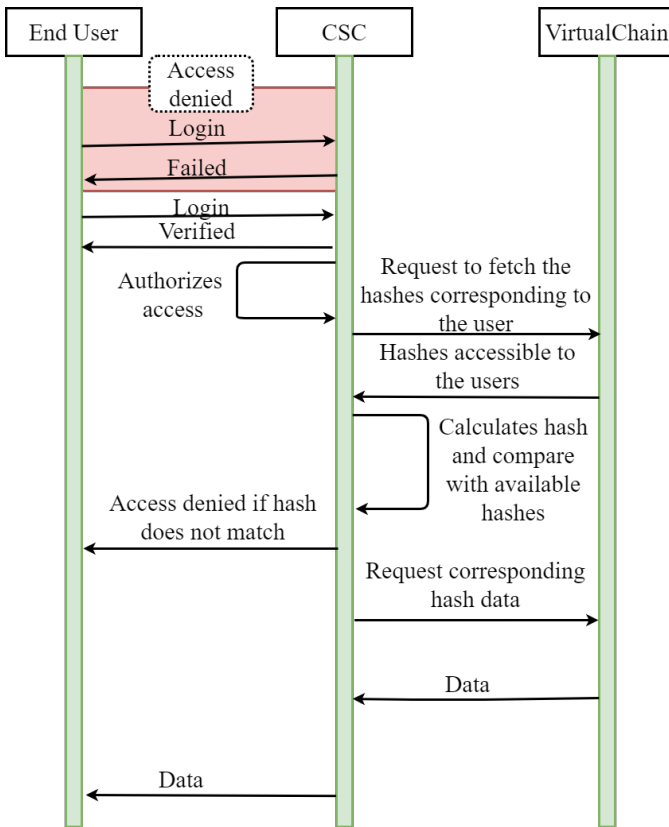 End User
CSC
VirtualChain
Access
denied
Login
Failed
Login
Verified
Authorizes
access
Request to fetch the
hashes corresponding to
the user
Hashes accessible to
the users
Calculates hash
and compare
with available
hashes
Access denied if hash
does not match
Request corresponding
hash data
Data
Data